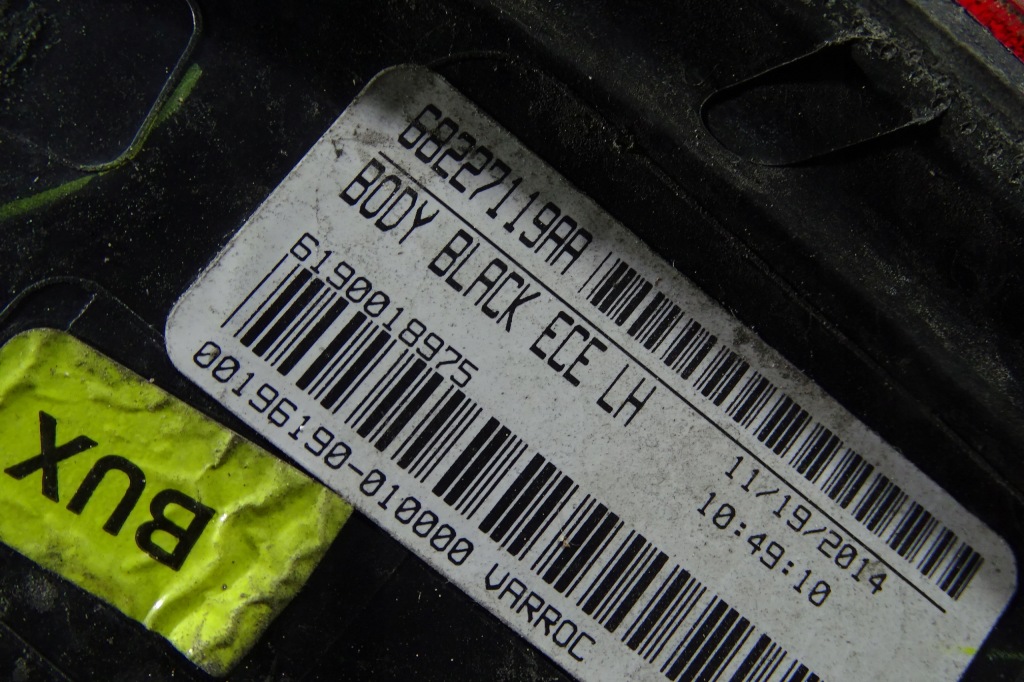 68227119AA
BODY BLACK ECE LH
6190018975
11/19/2014
10:49:10
00196190-010000 VARROC
BUX